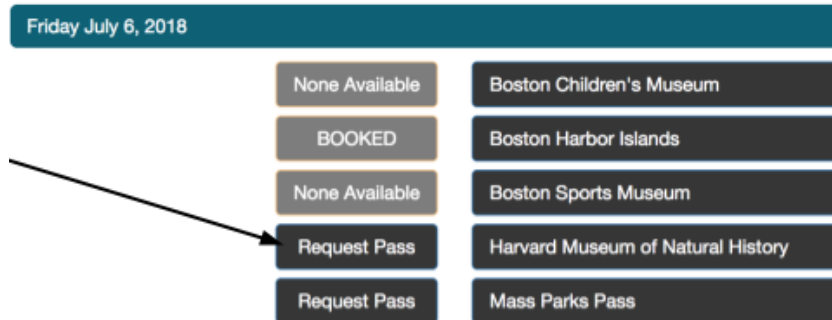 Friday July 6, 2018
None Available Boston Children's Museum
BOOKED Boston Harbor Islands
None Available Boston Sports Museum
Request Pass Harvard Museum of Natural History
Request Pass Mass Parks Pass